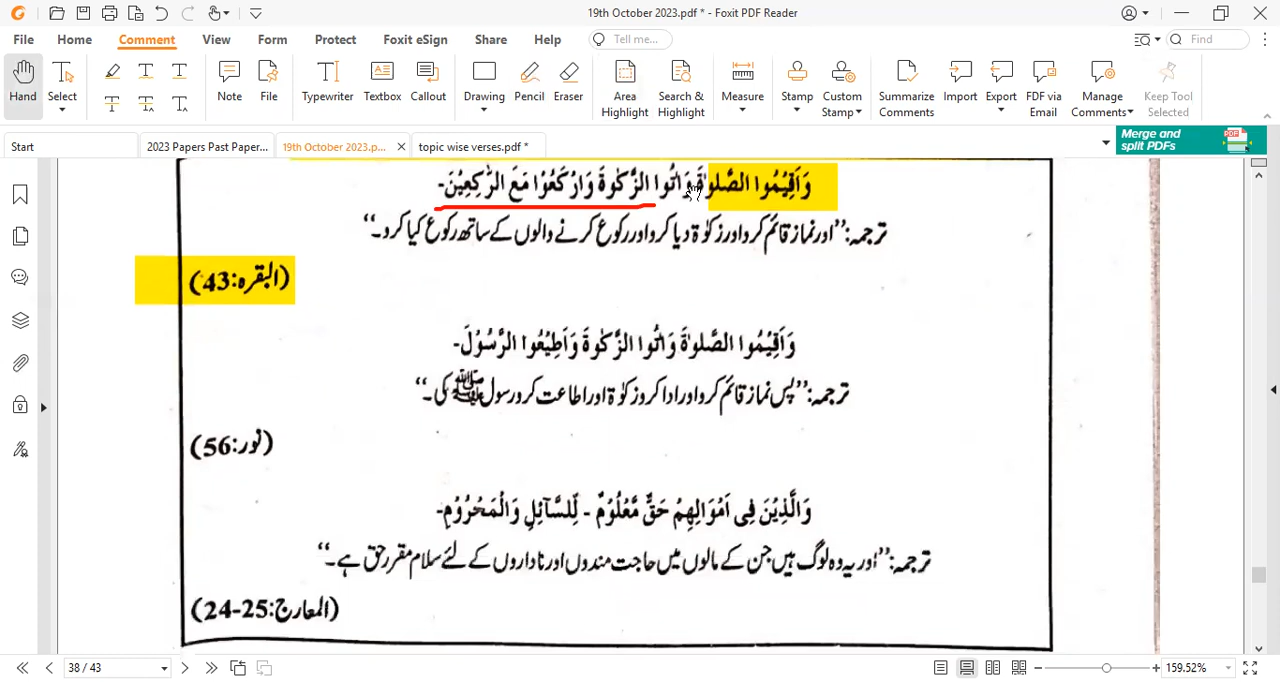 19th October 2023.pdf * - Foxit PDF Reader
File Home Comment View Form Protect Foxit eSign Share Help Tell me... Find
Hand Select Note File Typewriter Textbox Callout Drawing Pencil Eraser Area Highlight Search & Highlight Measure Stamp Custom Stamp Summarize Comments Import Export FDF via Email Manage Comments Keep Tool Selected
Start 2023 Papers Past Paper... 19th October 2023.p... topic wise verses.pdf * Merge and split PDFs PDF
وَاَقِيْمُوا الصَّلٰوةَ وَاٰتُوا الزَّكٰوةَ وَارْكَعُوْا مَعَ الرّٰكِعِيْنَ-
ترجمہ: ”اور نماز قائم کرو اور زکوٰة دیا کرو اور رکوع کرنے والوں کے ساتھ رکوع کیا کرو۔“
(البقرہ:43)
وَاَقِيْمُوا الصَّلٰوةَ وَاٰتُوا الزَّكٰوةَ وَاَطِيْعُوا الرَّسُوْلَ-
ترجمہ: ”پس نماز قائم کرو اور ادا کرو زکوٰة اور اطاعت کرو رسول ﷺ کی۔“
(نور:56)
وَالَّذِيْنَ فِى اَمْوَالِهِمْ حَقٌّ مَّعْلُوْمٌ - لِّلسَّآئِلِ وَالْمَحْرُوْمِ-
ترجمہ: ”اور یہ وہ لوگ ہیں جن کے مالوں میں حاجت مندوں اور ناداروں کے لئے سلام مقرر حق ہے۔“
(المعارج:25-24)
38 / 43 159.52%